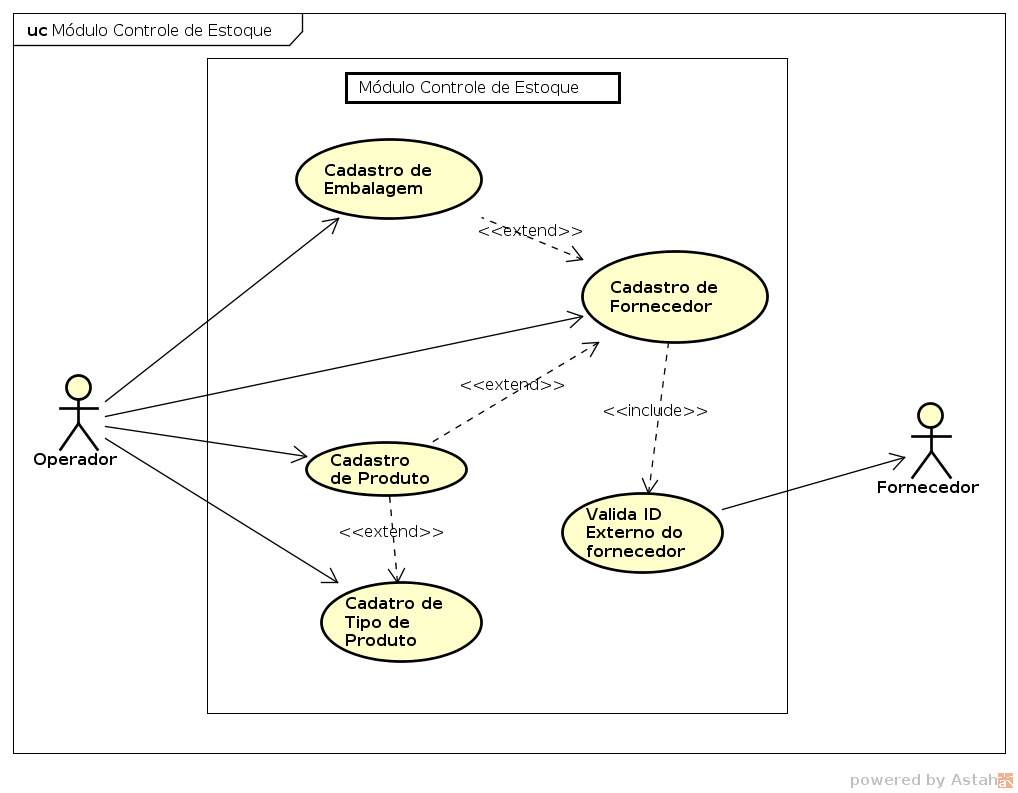 uc Módulo Controle de Estoque
Módulo Controle de Estoque
Cadastro de
Embalagem
<<extend>>
Cadastro de
Fornecedor
<<extend>>
<<include>>
Operador
Cadastro
de Produto
Fornecedor
Valida ID
Externo do
fornecedor
<<extend>>
Cadatro de
Tipo de
Produto
powered by Astah